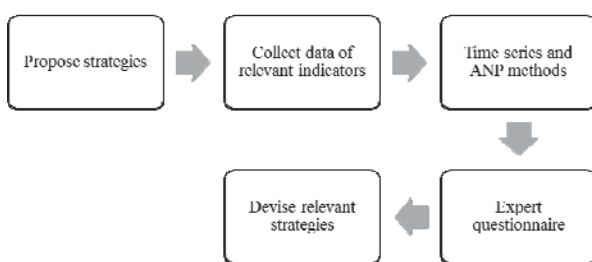 Propose strategies
Collect data of
relevant indicators
Time series and
ANP methods
Expert
questionnaire
Devise relevant
strategies